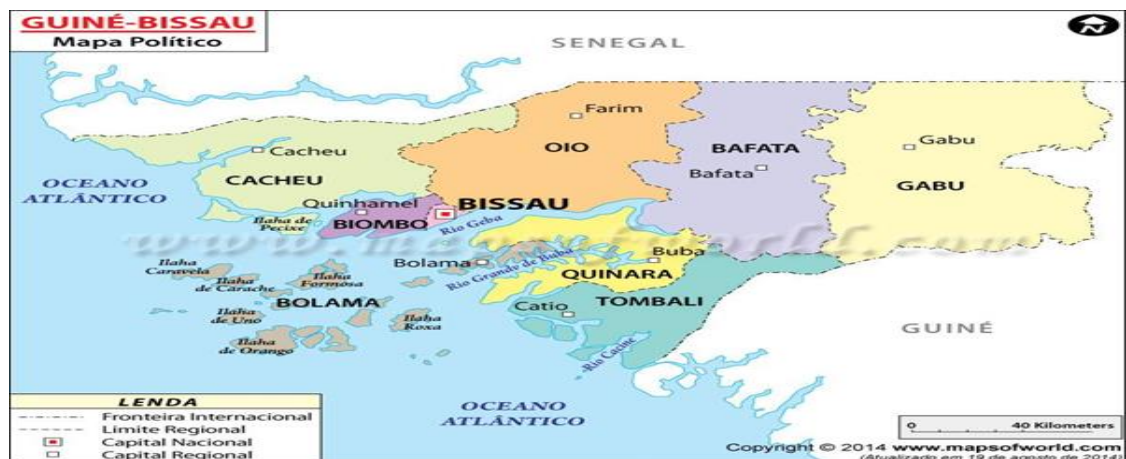 GUINÉ-BISSAU
Mapa Político
N
SENEGAL
Farim
Cacheu
OIO
BAFATA
Gabu
Bafata
CACHEU
GABU
OCEANO
ATLÂNTICO
Quinhamel
BISSAU
BIOMBO
Ilaha de
Pecixe
Rio Geba
www.mapsofworld.com
Buba
Bolama
Rio Grande de Buba
QUINARA
Ilaha
Caravela
Ilaha
de Carache
Ilaha
Formosa
BOLAMA
TOMBALI
Catio
Ilaha
de Uno
Ilaha
Roxa
Ilaha
de Orango
Rio Cacine
GUINÉ
OCEANO
ATLÂNTICO
LENDA
Fronteira Internacional
Limite Regional
Capital Nacional
Capital Regional
0 40 Kilometers
Copyright © 2014 www.mapsofworld.com
(Atualizado em 19 de agosto de 2014)